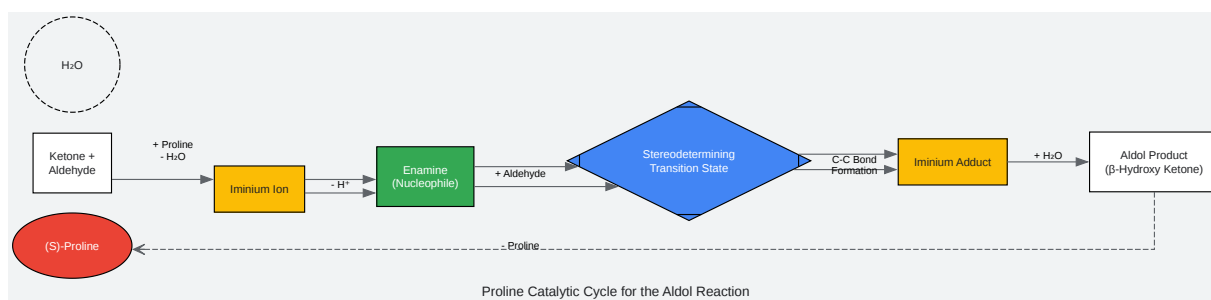 H₂O
Ketone +
Aldehyde
+ Proline
- H₂O
Iminium Ion
- H⁺
Enamine
(Nucleophile)
+ Aldehyde
Stereodetermining
Transition State
C-C Bond
Formation
Iminium Adduct
+ H₂O
Aldol Product
(β-Hydroxy Ketone)
(S)-Proline
- Proline
Proline Catalytic Cycle for the Aldol Reaction